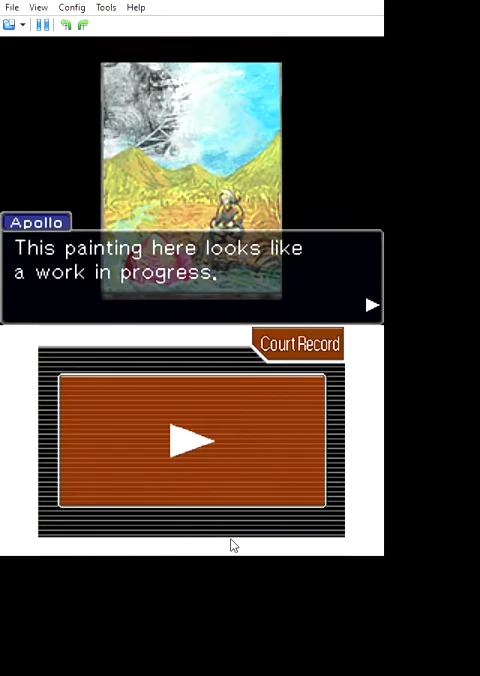 File View Config Tools Help
Apollo
This painting here looks like
a work in progress.
Court Record